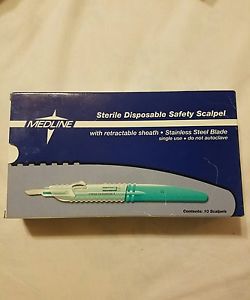 MEDLINE
Sterile Disposable Safety Scalpel
with retractable sheath • Stainless Steel Blade
single use • do not autoclave
Contents: 10 Scalpels